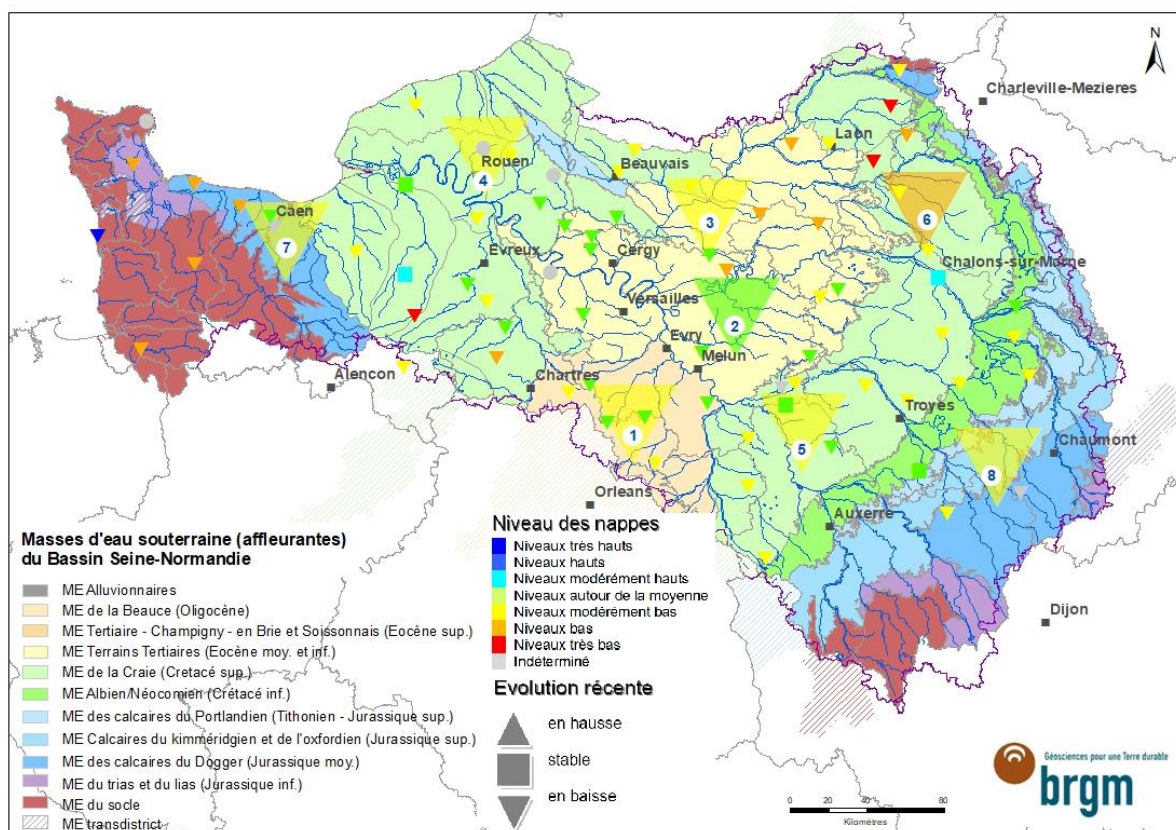 N
Charleville-Mezieres
Laon
Rouen
Beauvais
4
3
6
Caen
7
Evreux
Cergy
Chalons-sur-Marne
Versailles
2
Evry
Melun
Alencon
Chartres
Troyes
1
5
Chaumont
8
Orleans
Auxerre
Dijon
Masses d'eau souterraine (affleurantes)
du Bassin Seine-Normandie
ME Alluvionnaires
ME de la Beauce (Oligocène)
ME Tertiaire - Champigny - en Brie et Soissonnais (Eocène sup.)
ME Terrains Tertiaires (Eocène moy. et inf.)
ME de la Craie (Cretacé sup.)
ME Albien/Néocomien (Crétacé inf.)
ME des calcaires du Portlandien (Tithonien - Jurassique sup.)
ME Calcaires du kimméridgien et de l'oxfordien (Jurassique sup.)
ME des calcaires du Dogger (Jurassique moy.)
ME du trias et du lias (Jurassique inf.)
ME du socle
ME transdistrict
Niveau des nappes
Niveaux très hauts
Niveaux hauts
Niveaux modérément hauts
Niveaux autour de la moyenne
Niveaux modérément bas
Niveaux bas
Niveaux très bas
Indéterminé
Evolution récente
en hausse
stable
en baisse
0 20 40 60 80
Kilomètres
Géosciences pour une Terre durable
brgm